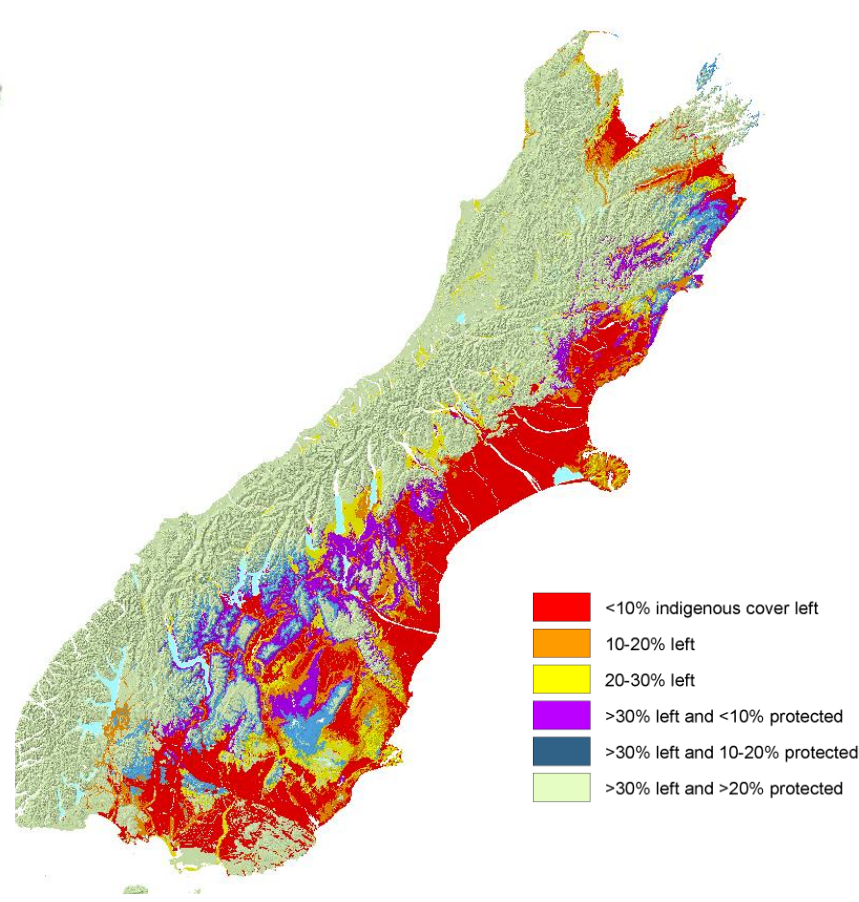 <10% indigenous cover left
10-20% left
20-30% left
>30% left and <10% protected
>30% left and 10-20% protected
>30% left and >20% protected